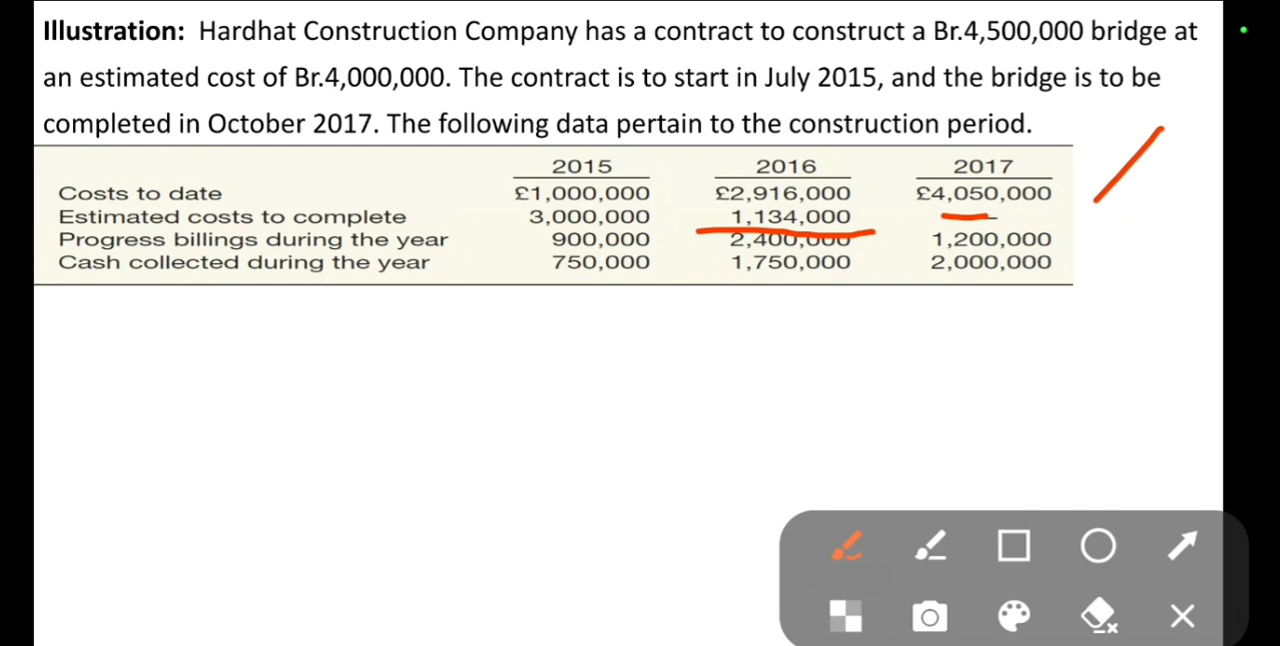 Illustration: Hardhat Construction Company has a contract to construct a Br.4,500,000 bridge at
an estimated cost of Br.4,000,000. The contract is to start in July 2015, and the bridge is to be
completed in October 2017. The following data pertain to the construction period.
2015 2016 2017
Costs to date £1,000,000 £2,916,000 £4,050,000
Estimated costs to complete 3,000,000 1,134,000 —
Progress billings during the year 900,000 2,400,000 1,200,000
Cash collected during the year 750,000 1,750,000 2,000,000